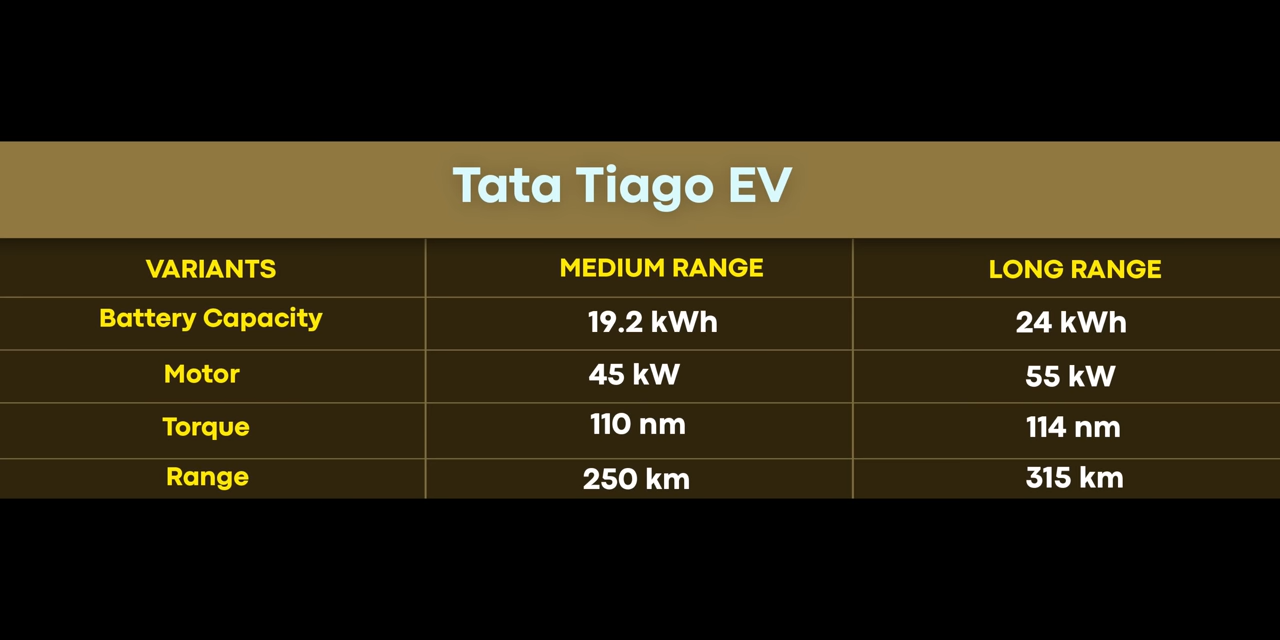 Tata Tiago EV
VARIANTS MEDIUM RANGE LONG RANGE
Battery Capacity 19.2 kWh 24 kWh
Motor 45 kW 55 kW
Torque 110 nm 114 nm
Range 250 km 315 km